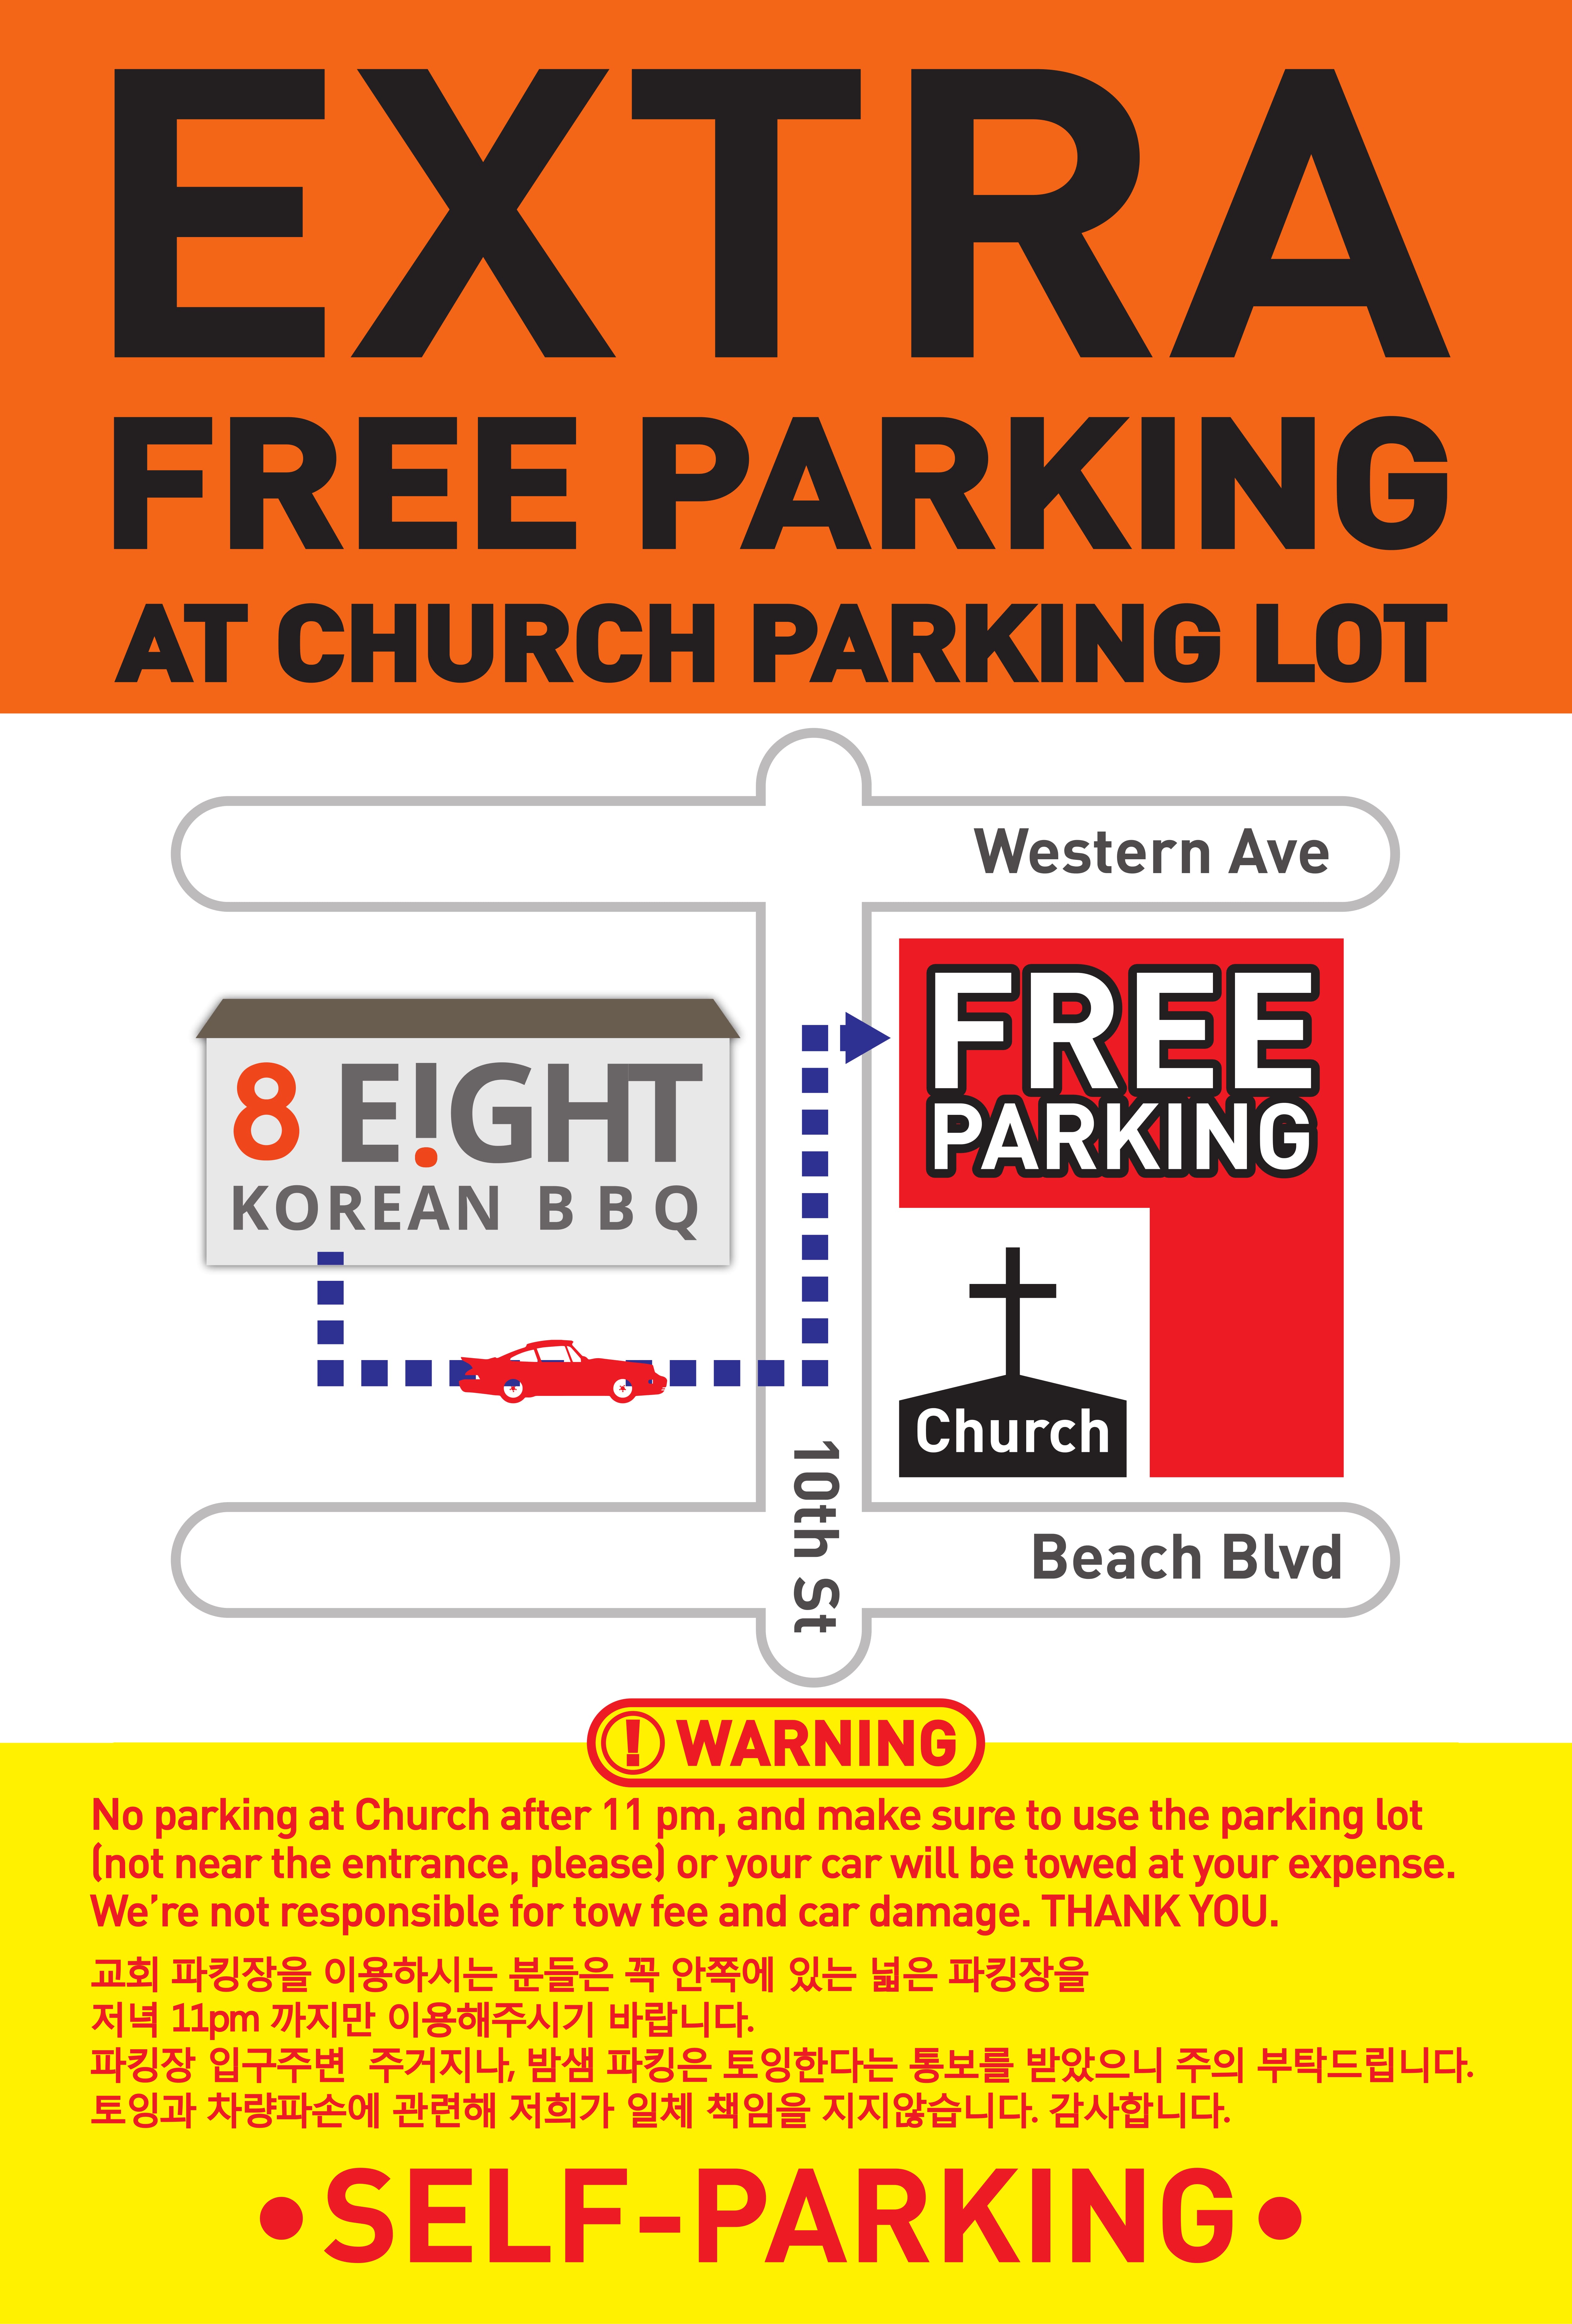 EXTRA
FREE PARKING
AT CHURCH PARKING LOT
Western Ave
FREE
PARKING
8 E!GHT
KOREAN BBQ
Church
10th St
Beach Blvd
! WARNING
No parking at Church after 11 pm, and make sure to use the parking lot
(not near the entrance, please) or your car will be towed at your expense.
We're not responsible for tow fee and car damage. THANK YOU.
교회 파킹장을 이용하시는 분들은 꼭 안쪽에 있는 넓은 파킹장을
저녁 11pm 까지만 이용해주시기 바랍니다.
파킹장 입구주변 주거지나, 밤샘 파킹은 토잉한다는 통보를 받았으니 주의 부탁드립니다.
토잉과 차량파손에 관련해 저희가 일체 책임을 지지않습니다. 감사합니다.
•SELF-PARKING•